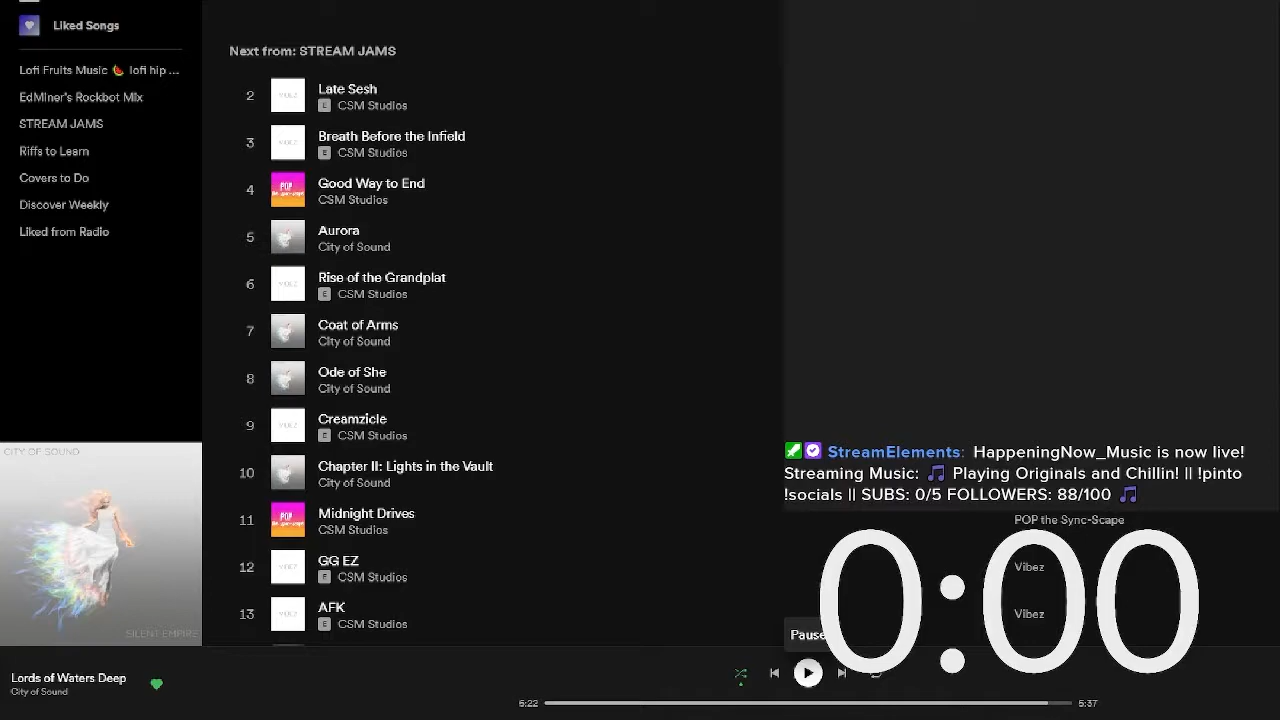 Liked Songs
Lofi Fruits Music 🍉 lofi hip ...
EdMiner's Rockbot Mix
STREAM JAMS
Riffs to Learn
Covers to Do
Discover Weekly
Liked from Radio
CITY OF SOUND
SILENT EMPIRE
Lords of Waters Deep
City of Sound
Next from: STREAM JAMS
2
Late Sesh
E CSM Studios
3
Breath Before the Infield
E CSM Studios
4
POP
Good Way to End
CSM Studios
5
Aurora
City of Sound
6
Rise of the Grandplat
E CSM Studios
7
Coat of Arms
City of Sound
8
Ode of She
City of Sound
9
Creamzicle
E CSM Studios
10
Chapter II: Lights in the Vault
City of Sound
11
POP
Midnight Drives
CSM Studios
12
GG EZ
E CSM Studios
13
AFK
E CSM Studios
StreamElements: HappeningNow_Music is now live!
Streaming Music: 🎵 Playing Originals and Chillin! || !pinto
!socials || SUBS: 0/5 FOLLOWERS: 88/100 🎵
POP the Sync-Scape
Vibez
Vibez
0:00
Pause
5:22
5:37